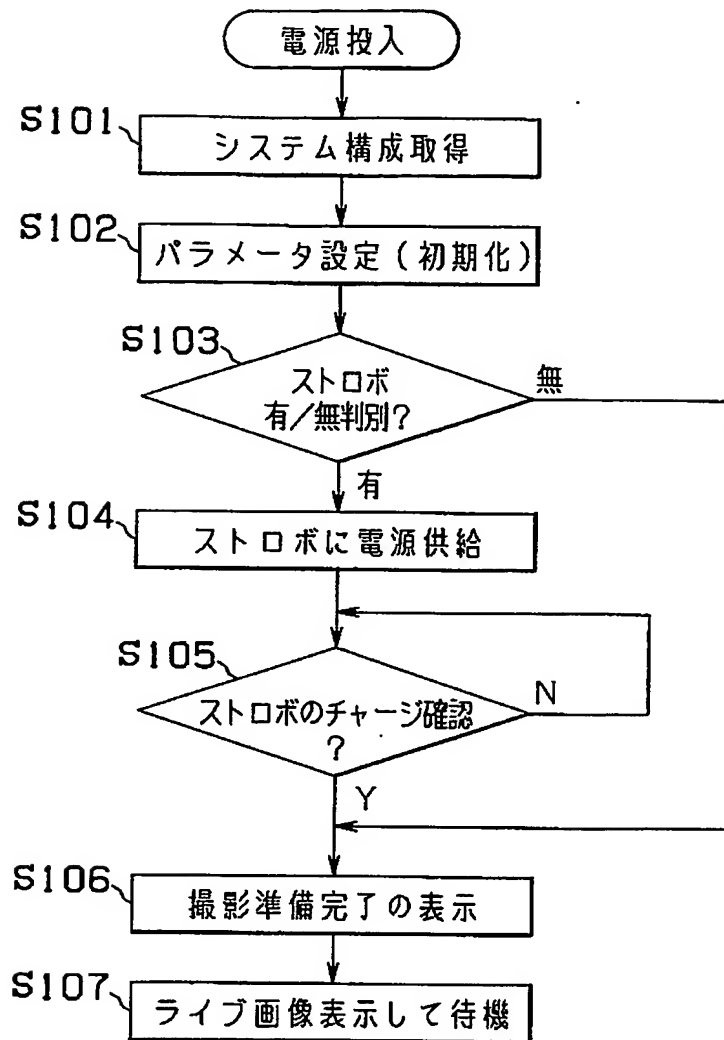 電源投入
S101
システム構成取得
S102
パラメータ設定(初期化)
S103
ストロボ
有/無判別?
無
有
S104
ストロボに電源供給
S105
ストロボのチャージ確認
?
N
Y
S106
撮影準備完了の表示
S107
ライブ画像表示して待機